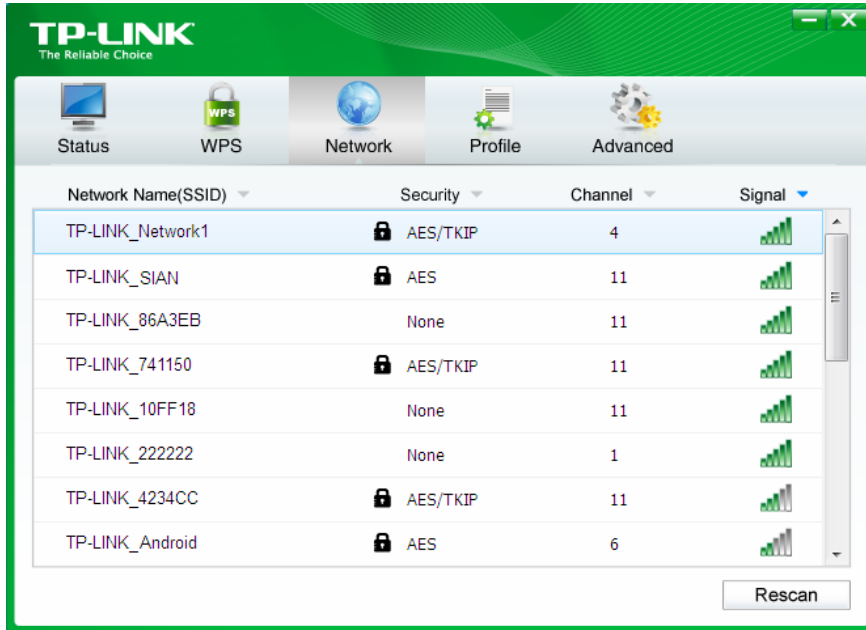 TP-LINK
The Reliable Choice
WPS
Status WPS Network Profile Advanced
Network Name(SSID) Security Channel Signal
TP-LINK_Network1 AES/TKIP 4
TP-LINK_SIAN AES 11
TP-LINK_86A3EB None 11
TP-LINK_741150 AES/TKIP 11
TP-LINK_10FF18 None 11
TP-LINK_222222 None 1
TP-LINK_4234CC AES/TKIP 11
TP-LINK_Android AES 6
Rescan